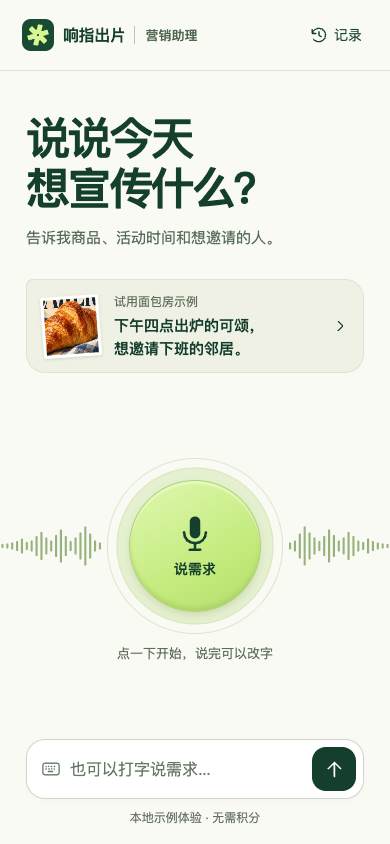 响指出片
营销助理
记录
说说今天
想宣传什么?
告诉我商品、活动时间和想邀请的人。
试用面包房示例
下午四点出炉的可颂，
想邀请下班的邻居。
说需求
点一下开始，说完可以改字
也可以打字说需求...
本地示例体验 · 无需积分